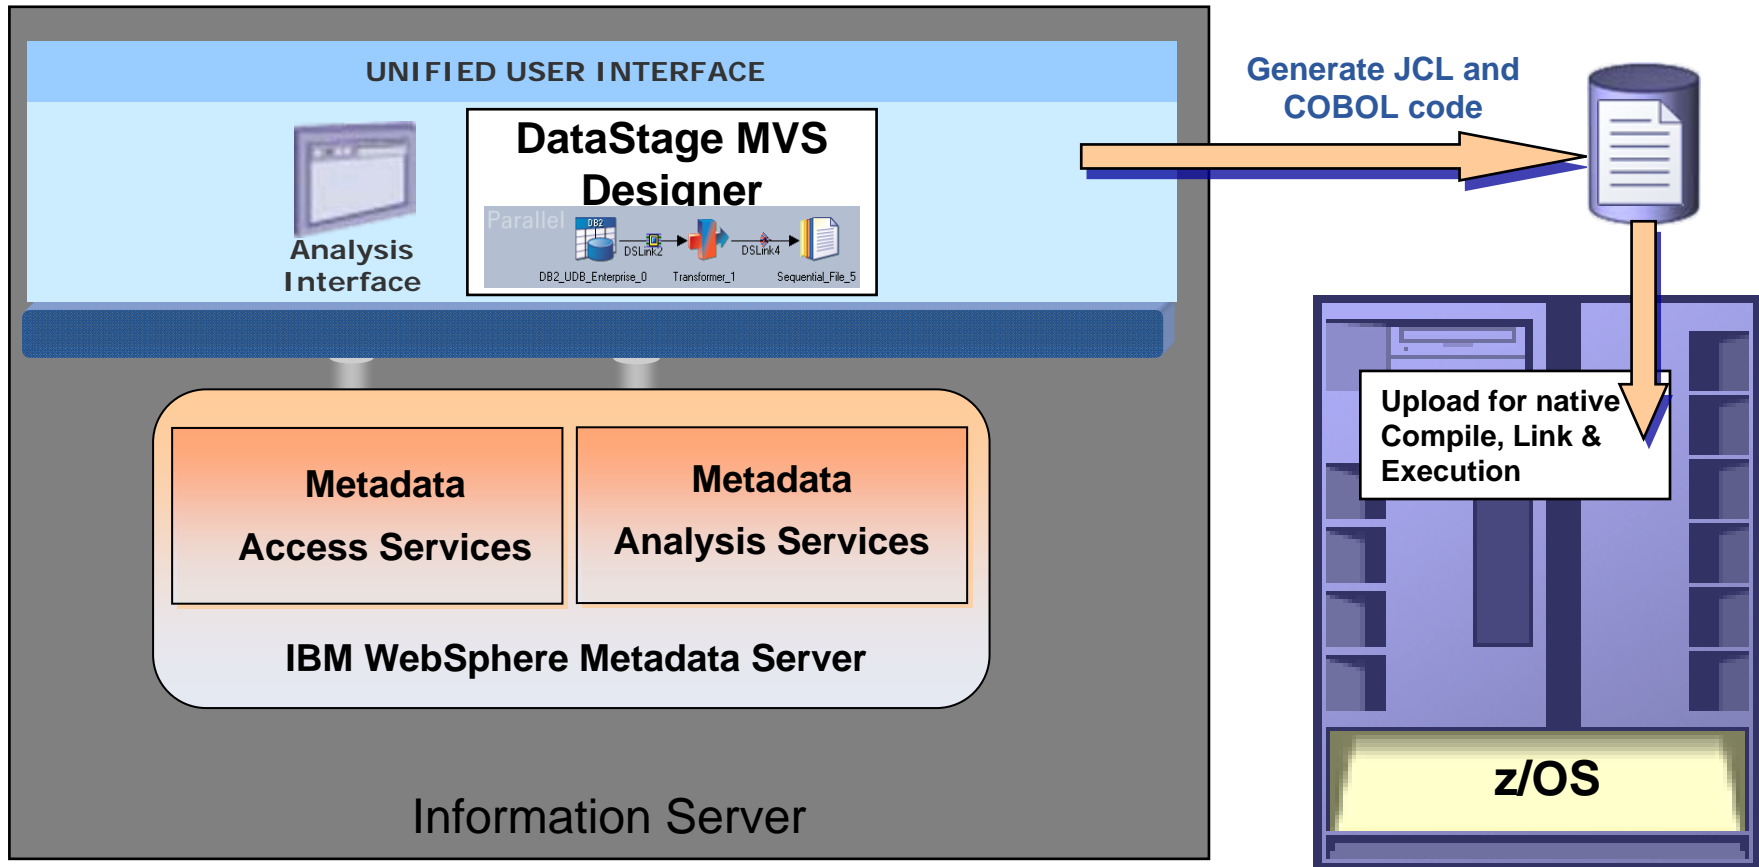 UNIFIED USER INTERFACE
Analysis
Interface
DataStage MVS
Designer
Parallel
DB2
DSLink2
DSLink4
DB2_UDB_Enterprise_0
Transformer_1
Sequential_File_5
Generate JCL and
COBOL code
Upload for native
Compile, Link &
Execution
Metadata
Access Services
Metadata
Analysis Services
IBM WebSphere Metadata Server
Information Server
z/OS